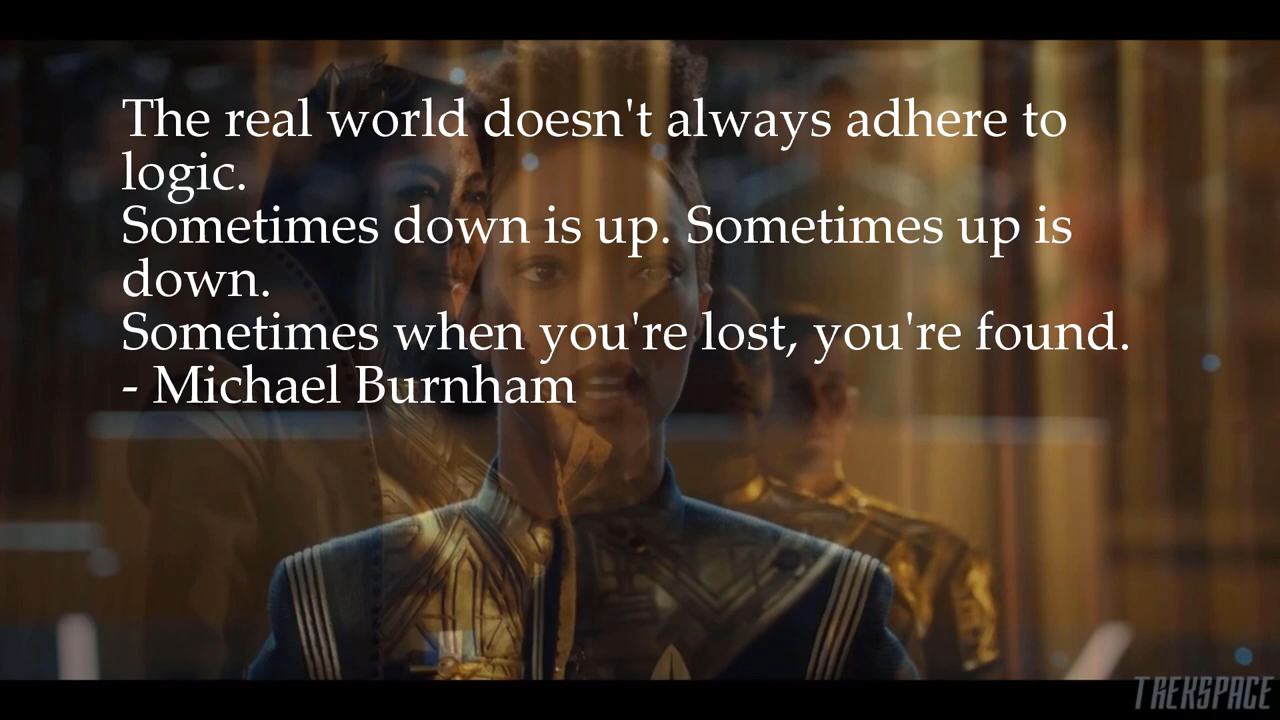 The real world doesn't always adhere to
logic.
Sometimes down is up. Sometimes up is
down.
Sometimes when you're lost, you're found.
- Michael Burnham
TREKSPACE